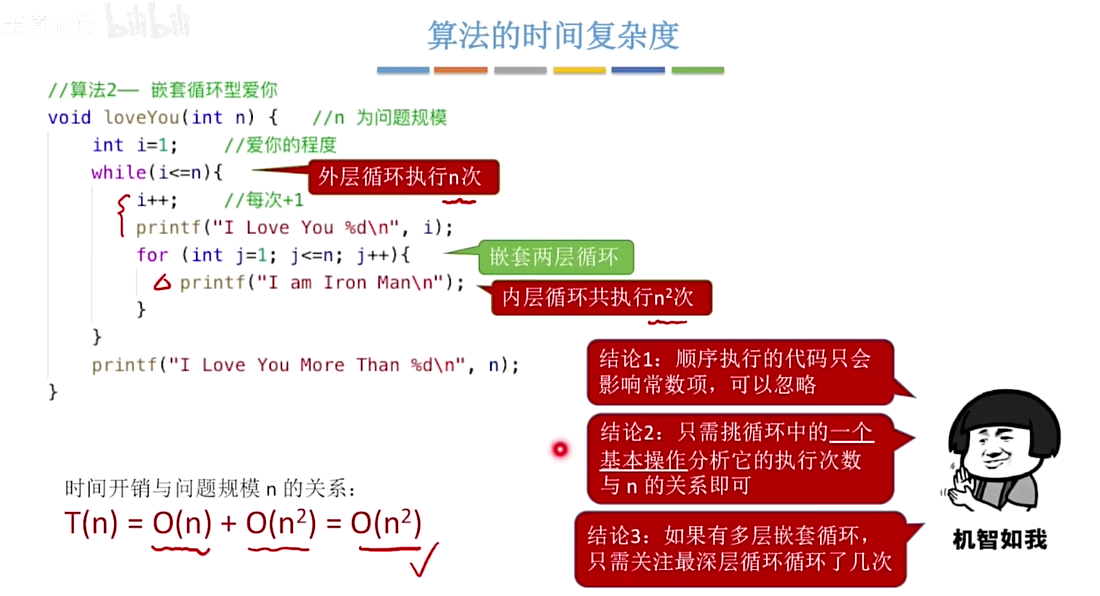 bilibili
算法的时间复杂度
//算法2—— 嵌套循环型爱你
void loveYou(int n) { //n 为问题规模
int i=1; //爱你的程度
while(i<=n){
外层循环执行n次
i++; //每次+1
printf("I Love You %d\n", i);
for (int j=1; j<=n; j++){
嵌套两层循环
printf("I am Iron Man\n");
内层循环共执行n²次
}
}
printf("I Love You More Than %d\n", n);
}
结论1：顺序执行的代码只会
影响常数项，可以忽略
结论2：只需挑循环中的一个
基本操作分析它的执行次数
与 n 的关系即可
结论3：如果有多层嵌套循环，
只需关注最深层循环循环了几次
机智如我
时间开销与问题规模 n 的关系：
T(n) = O(n) + O(n²) = O(n²)